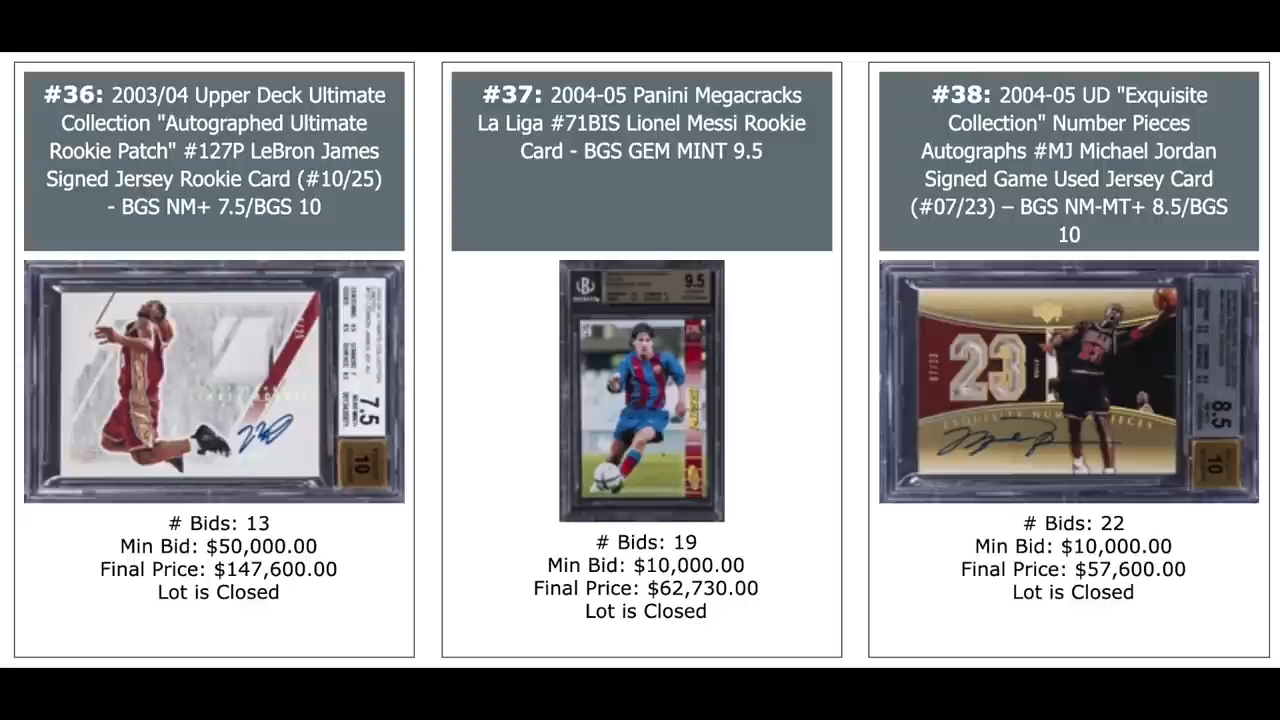 #36: 2003/04 Upper Deck Ultimate
Collection "Autographed Ultimate
Rookie Patch" #127P LeBron James
Signed Jersey Rookie Card (#10/25)
- BGS NM+ 7.5/BGS 10
7.5
10
# Bids: 13
Min Bid: $50,000.00
Final Price: $147,600.00
Lot is Closed
#37: 2004-05 Panini Megacracks
La Liga #71BIS Lionel Messi Rookie
Card - BGS GEM MINT 9.5
9.5
# Bids: 19
Min Bid: $10,000.00
Final Price: $62,730.00
Lot is Closed
#38: 2004-05 UD "Exquisite
Collection" Number Pieces
Autographs #MJ Michael Jordan
Signed Game Used Jersey Card
(#07/23) – BGS NM-MT+ 8.5/BGS
10
23
07/23
8.5
10
# Bids: 22
Min Bid: $10,000.00
Final Price: $57,600.00
Lot is Closed